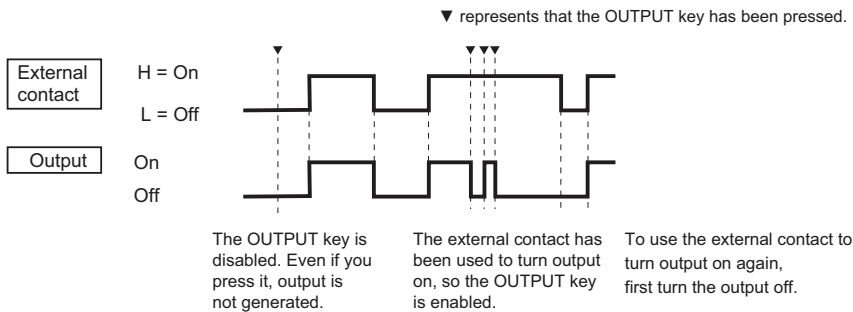 ▼ represents that the OUTPUT key has been pressed.
External
contact
H = On
L = Off
Output
On
Off
The OUTPUT key is
disabled. Even if you
press it, output is
not generated.
The external contact has
been used to turn output
on, so the OUTPUT key
is enabled.
To use the external contact to
turn output on again,
first turn the output off.